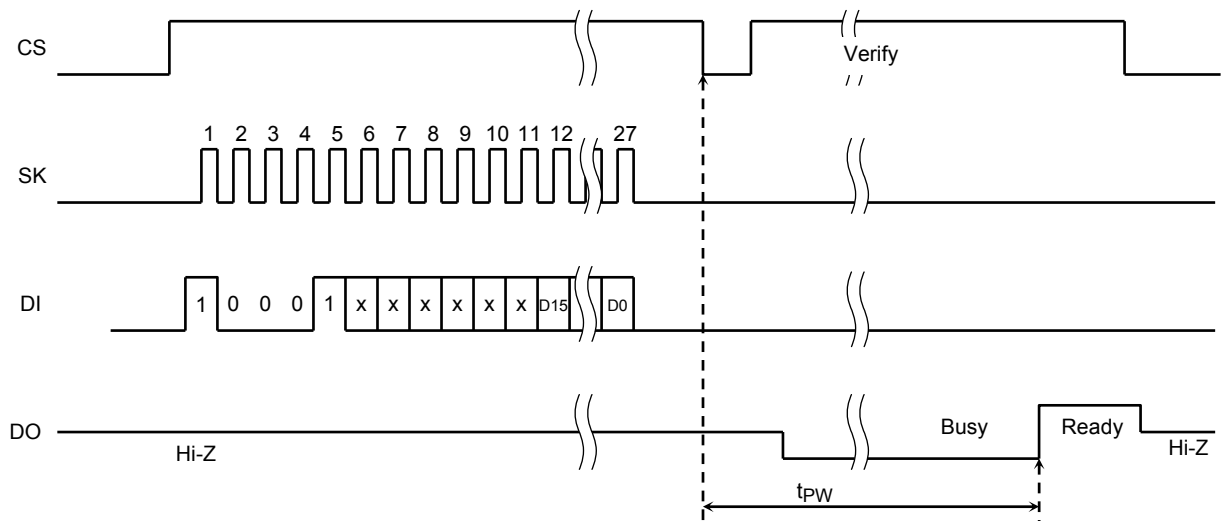 CS
Verify
1 2 3 4 5 6 7 8 9 10 11 12 27
SK
DI
1 0 0 0 1 x x x x x x D15 D0
DO
Hi-Z
Busy
Ready
Hi-Z
tPW